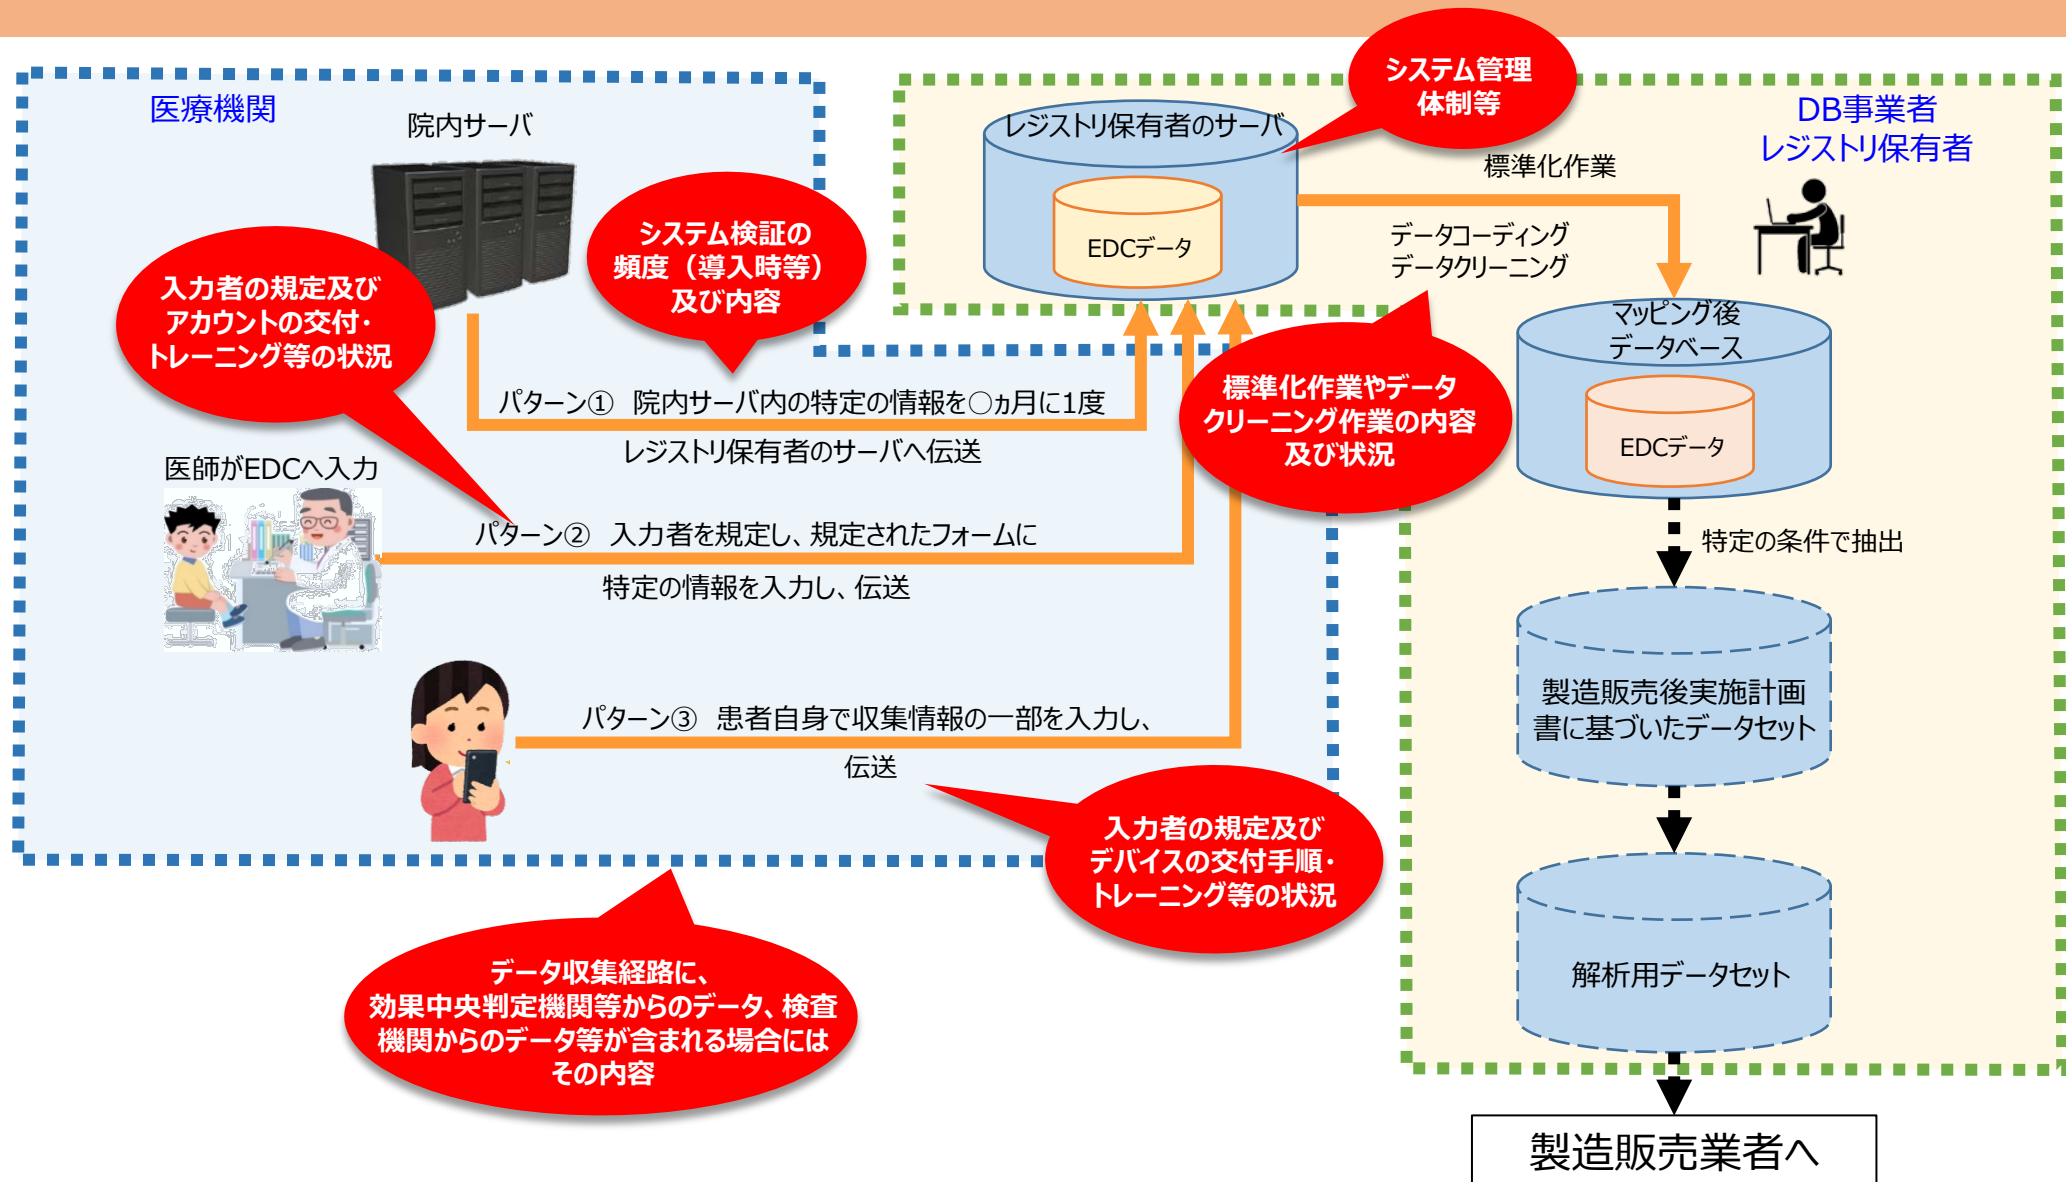 医療機関
院内サーバ
システム検証の
頻度（導入時等）
及び内容
入力者の規定及び
アカウントの交付・
トレーニング等の状況
パターン①　院内サーバ内の特定の情報を○ヵ月に1度
レジストリ保有者のサーバへ伝送
医師がEDCへ入力
パターン②　入力者を規定し、規定されたフォームに
特定の情報を入力し、伝送
パターン③　患者自身で収集情報の一部を入力し、
伝送
入力者の規定及び
デバイスの交付手順・
トレーニング等の状況
データ収集経路に、
効果中央判定機関等からのデータ、検査
機関からのデータ等が含まれる場合には
その内容
システム管理
体制等
レジストリ保有者のサーバ
EDCデータ
DB事業者
レジストリ保有者
標準化作業
データコーディング
データクリーニング
標準化作業やデータ
クリーニング作業の内容
及び状況
マッピング後
データベース
EDCデータ
特定の条件で抽出
製造販売後実施計画
書に基づいたデータセット
解析用データセット
製造販売業者へ